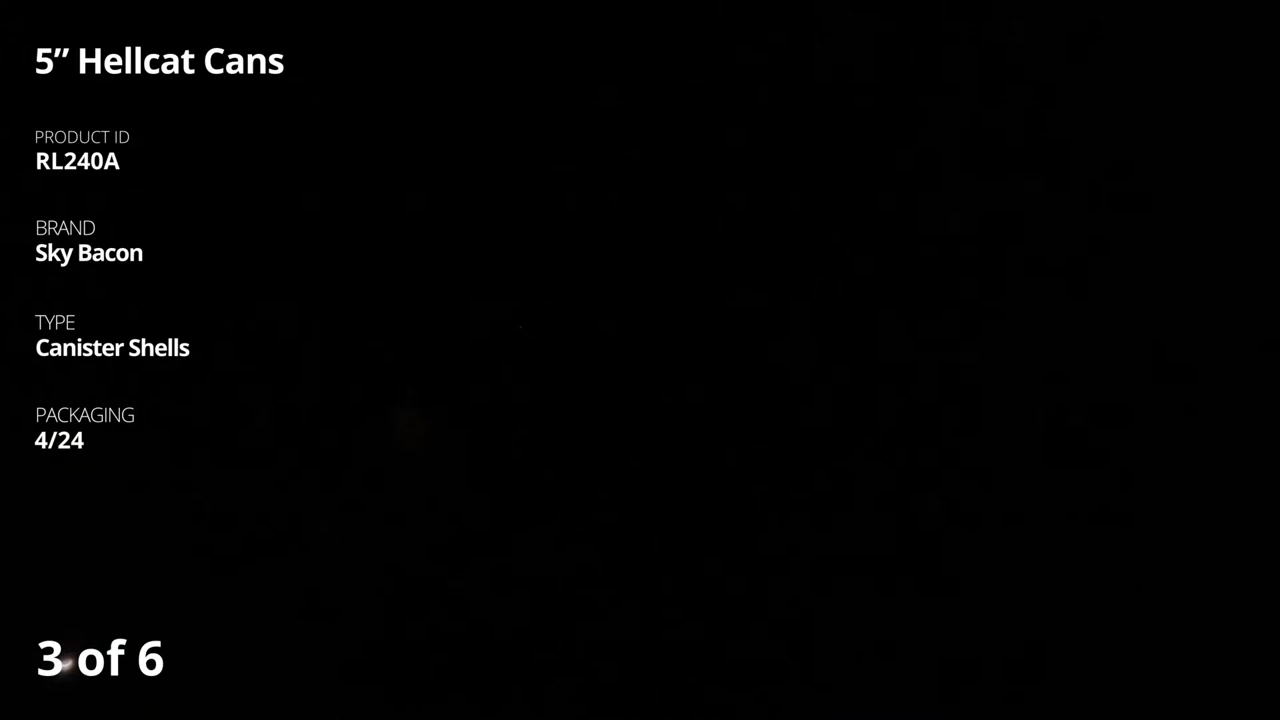 5” Hellcat Cans
PRODUCT ID
RL240A
BRAND
Sky Bacon
TYPE
Canister Shells
PACKAGING
4/24
3 of 6